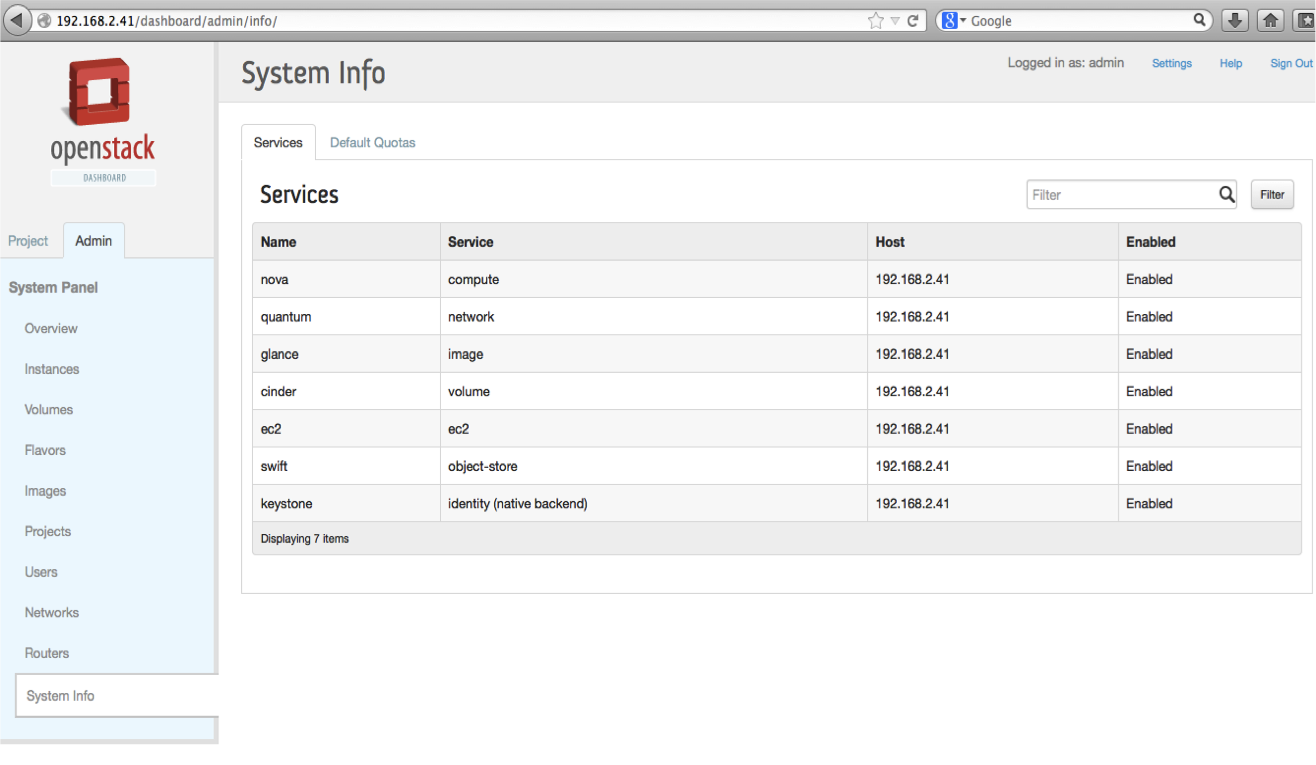 192.168.2.41/dashboard/admin/info/
Google
openstack
DASHBOARD
Project Admin
System Panel
Overview
Instances
Volumes
Flavors
Images
Projects
Users
Networks
Routers
System Info
System Info
Logged in as: admin Settings Help Sign Out
Services Default Quotas
Services
Filter Filter
Name Service Host Enabled
nova compute 192.168.2.41 Enabled
quantum network 192.168.2.41 Enabled
glance image 192.168.2.41 Enabled
cinder volume 192.168.2.41 Enabled
ec2 ec2 192.168.2.41 Enabled
swift object-store 192.168.2.41 Enabled
keystone identity (native backend) 192.168.2.41 Enabled
Displaying 7 items